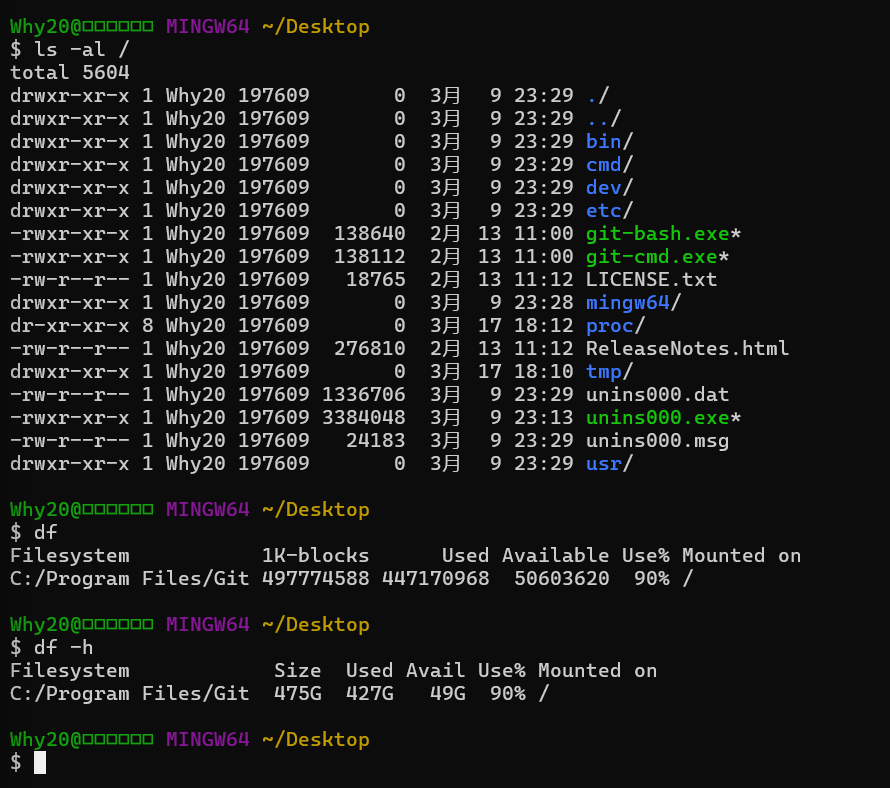 Why20@□□□□□□ MINGW64 ~/Desktop
$ ls -al /
total 5604
drwxr-xr-x 1 Why20 197609       0  3月   9 23:29 ./
drwxr-xr-x 1 Why20 197609       0  3月   9 23:29 ../
drwxr-xr-x 1 Why20 197609       0  3月   9 23:29 bin/
drwxr-xr-x 1 Why20 197609       0  3月   9 23:29 cmd/
drwxr-xr-x 1 Why20 197609       0  3月   9 23:29 dev/
drwxr-xr-x 1 Why20 197609       0  3月   9 23:29 etc/
-rwxr-xr-x 1 Why20 197609  138640  2月  13 11:00 git-bash.exe*
-rwxr-xr-x 1 Why20 197609  138112  2月  13 11:00 git-cmd.exe*
-rw-r--r-- 1 Why20 197609   18765  2月  13 11:12 LICENSE.txt
drwxr-xr-x 1 Why20 197609       0  3月   9 23:28 mingw64/
dr-xr-xr-x 8 Why20 197609       0  3月  17 18:12 proc/
-rw-r--r-- 1 Why20 197609  276810  2月  13 11:12 ReleaseNotes.html
drwxr-xr-x 1 Why20 197609       0  3月  17 18:10 tmp/
-rw-r--r-- 1 Why20 197609 1336706  3月   9 23:29 unins000.dat
-rwxr-xr-x 1 Why20 197609 3384048  3月   9 23:13 unins000.exe*
-rw-r--r-- 1 Why20 197609   24183  3月   9 23:29 unins000.msg
drwxr-xr-x 1 Why20 197609       0  3月   9 23:29 usr/
Why20@□□□□□□ MINGW64 ~/Desktop
$ df
Filesystem           1K-blocks      Used Available Use% Mounted on
C:/Program Files/Git 497774588 447170968  50603620  90% /
Why20@□□□□□□ MINGW64 ~/Desktop
$ df -h
Filesystem            Size  Used Avail Use% Mounted on
C:/Program Files/Git  475G  427G   49G  90% /
Why20@□□□□□□ MINGW64 ~/Desktop
$